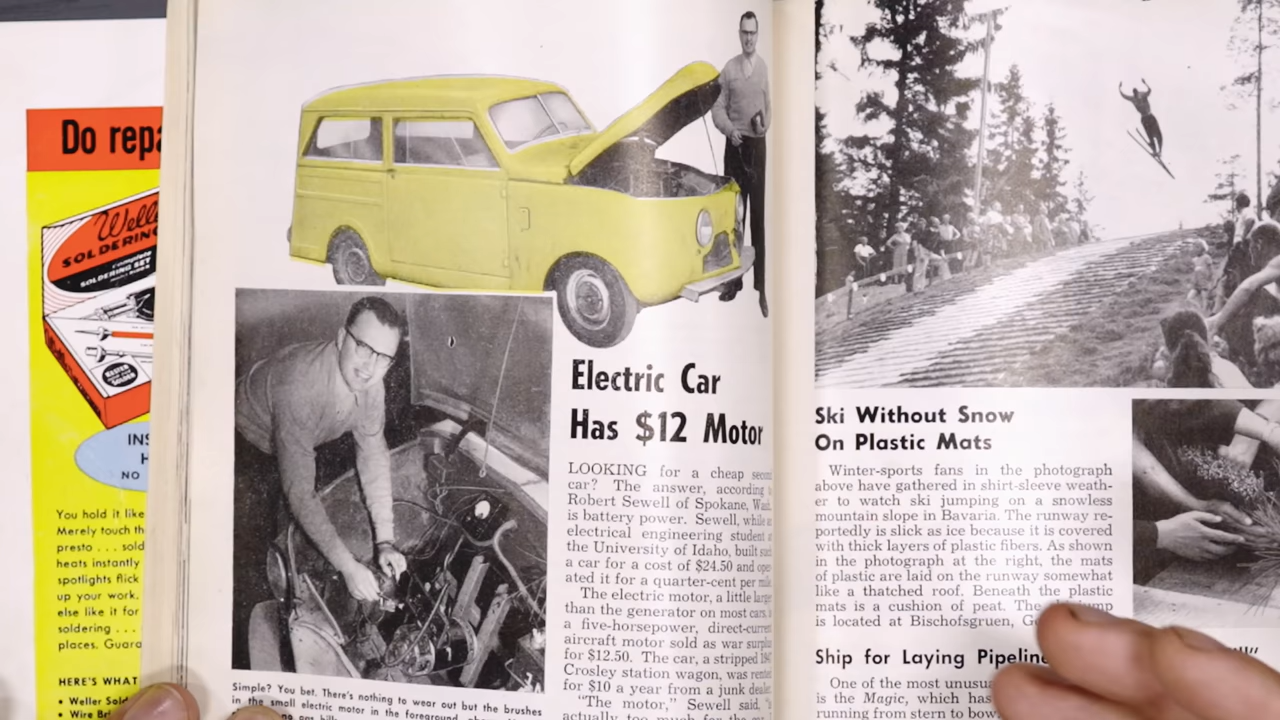 Do repa
Weller
SOLDERING
complete
SOLDERING SET
INS
H
NO
You hold it like
Merely touch th
presto . . . sold
heats instantly
spotlights flick
up your work.
else like it for
soldering . . .
places. Guara
HERE'S WHAT
• Weller Sold
• Wire Br
Electric Car
Has $12 Motor
LOOKING for a cheap second
car? The answer, according
Robert Sewell of Spokane, Wash.
is battery power. Sewell, while an
electrical engineering student a
the University of Idaho, built such
a car for a cost of $24.50 and oper-
ated it for a quarter-cent per mile.
The electric motor, a little larger
than the generator on most cars, is
a five-horsepower, direct-current
aircraft motor sold as war surplus
for $12.50. The car, a stripped 194
Crosley station wagon, was rented
for $10 a year from a junk dealer.
"The motor," Sewell said,
actually too much for the
Simple? You bet. There's nothing to wear out but the brushes
in the small electric motor in the foreground,
no gas bills
Ski Without Snow
On Plastic Mats
Winter-sports fans in the photograph
above have gathered in shirt-sleeve weath-
er to watch ski jumping on a snowless
mountain slope in Bavaria. The runway re-
portedly is slick as ice because it is covered
with thick layers of plastic fibers. As shown
in the photograph at the right, the mats
of plastic are laid on the runway somewhat
like a thatched roof. Beneath the plastic
mats is a cushion of peat. The jump
is located at Bischofsgruen, Ge
Ship for Laying Pipeline
One of the most unusua
is the Magic, which has
running from stern to bow